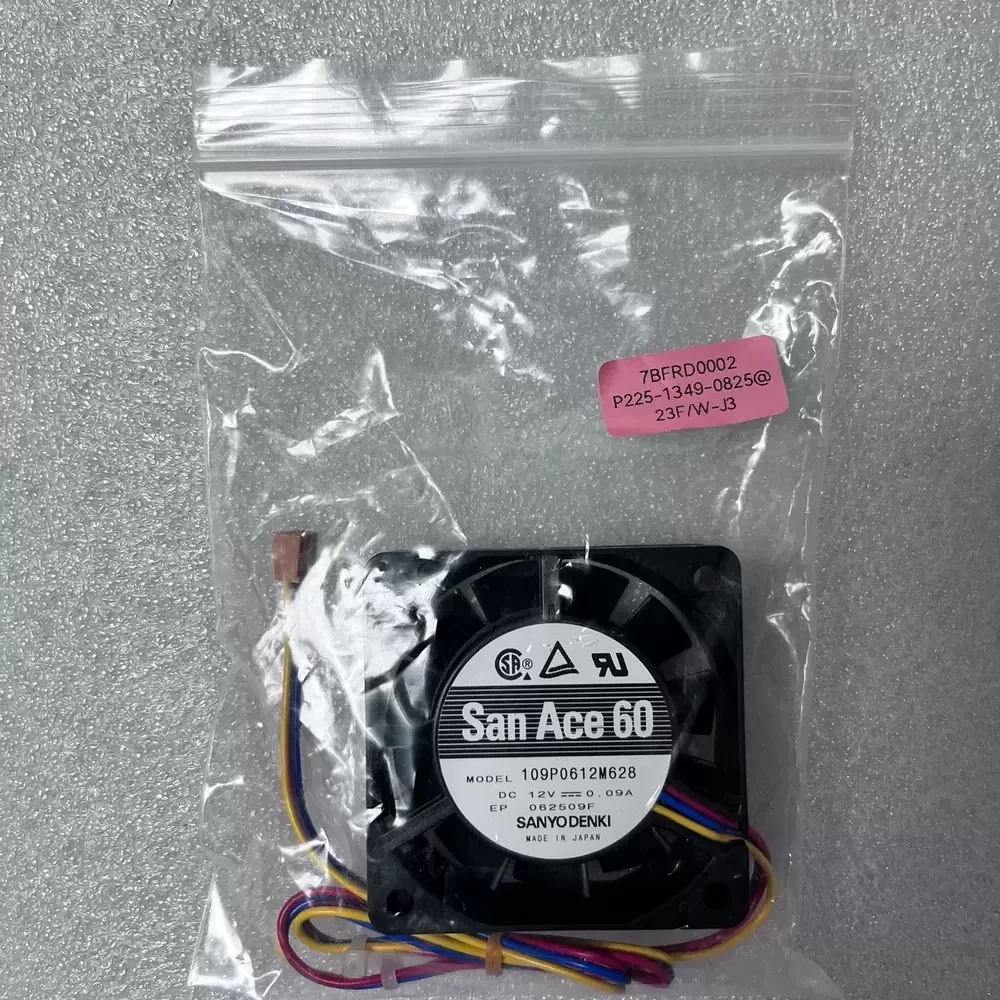 7BFRD0002
P225-1349-0825@
23F/W-J3
San Ace 60
MODEL 109P0612M628
DC 12V ⎓ 0.09A
EP 062509F
SANYO DENKI
MADE IN JAPAN